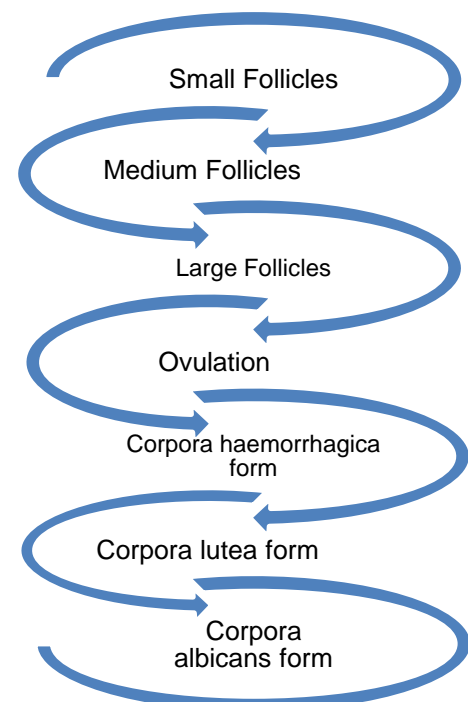 Small Follicles
Medium Follicles
Large Follicles
Ovulation
Corpora haemorrhagica
form
Corpora lutea form
Corpora
albicans form